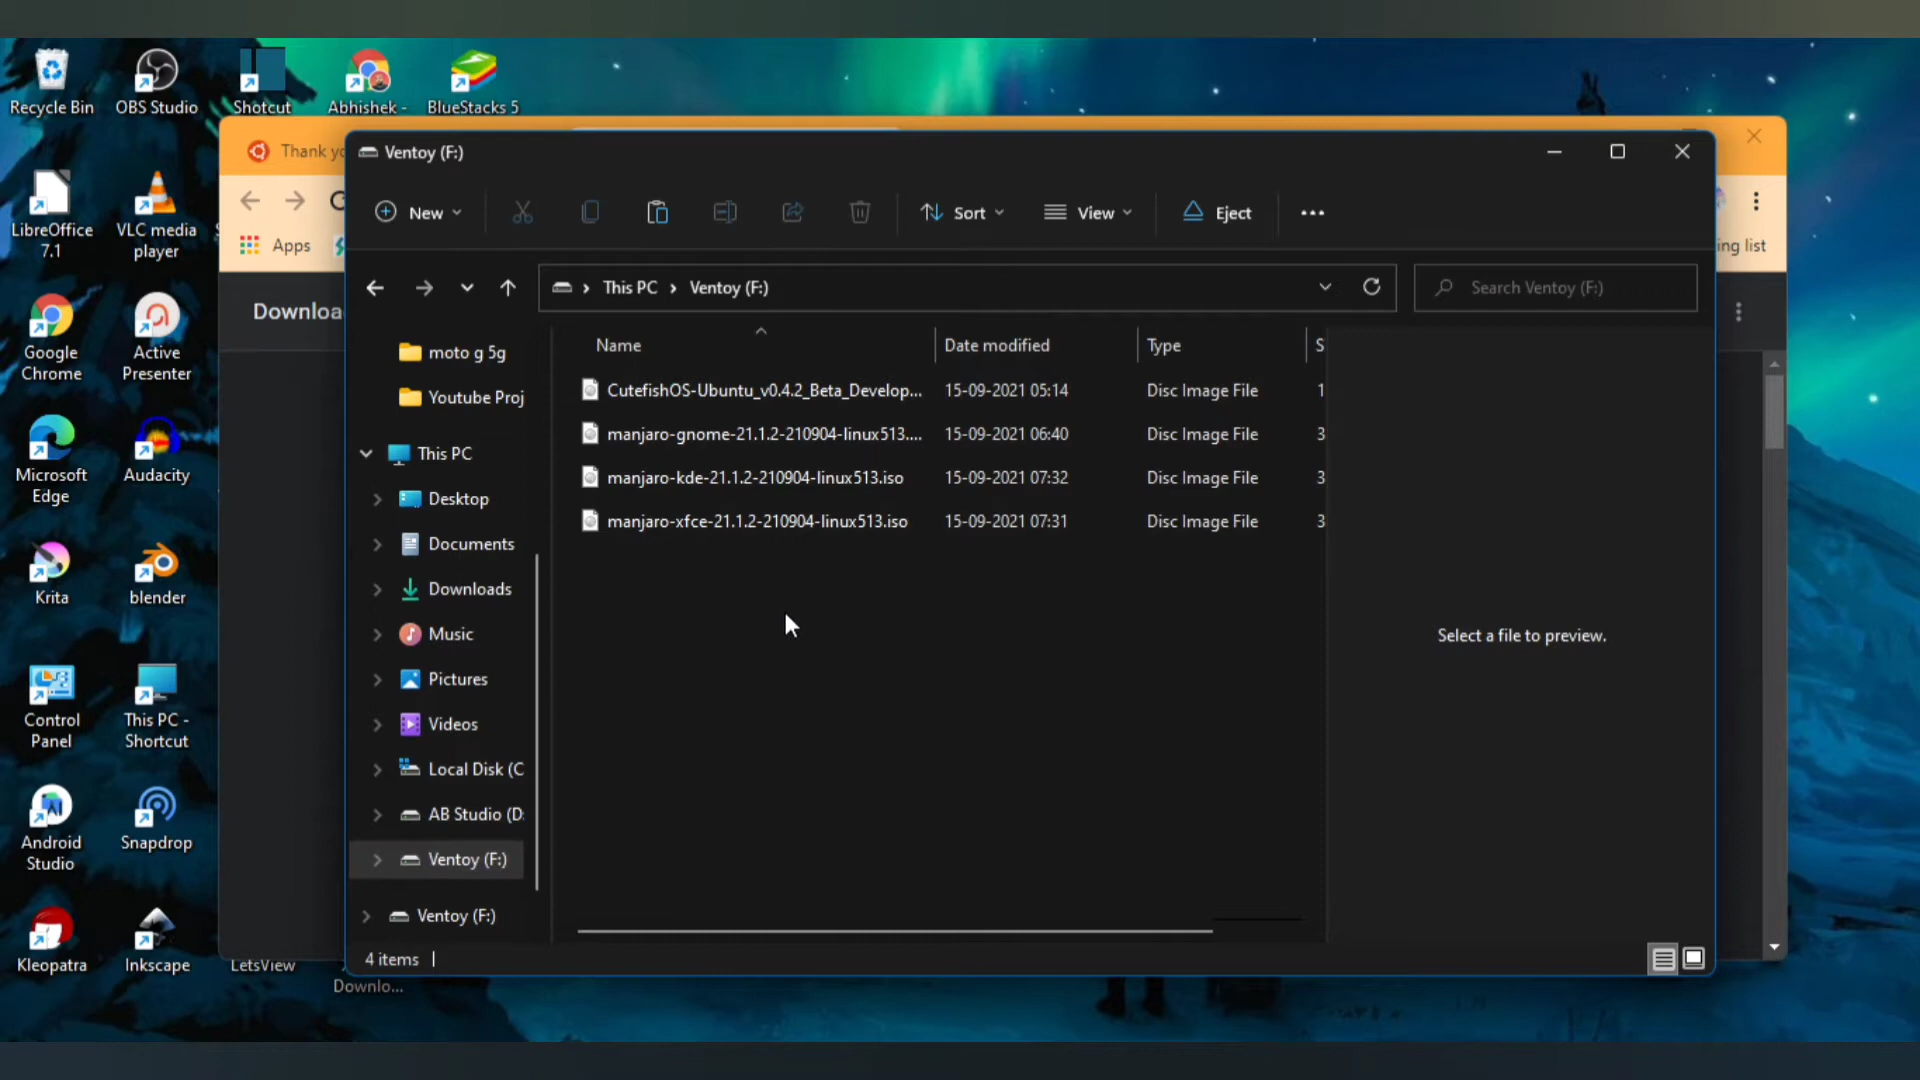 Recycle Bin
OBS Studio
Shotcut
Abhishek -
BlueStacks 5
LibreOffice
7.1
VLC media
player
Google
Chrome
Active
Presenter
Microsoft
Edge
Audacity
Krita
blender
Control
Panel
This PC -
Shortcut
Android
Studio
Snapdrop
Kleopatra
Inkscape
LetsView
Downlo...
Thank yo
Apps
ing list
Downloa
Ventoy (F:)
New
Sort
View
Eject
This PC
Ventoy (F:)
Search Ventoy (F:)
moto g 5g
Youtube Proj
This PC
Desktop
Documents
Downloads
Music
Pictures
Videos
Local Disk (C
AB Studio (D:
Ventoy (F:)
Ventoy (F:)
Name Date modified Type S
CutefishOS-Ubuntu_v0.4.2_Beta_Develop... 15-09-2021 05:14 Disc Image File 1
manjaro-gnome-21.1.2-210904-linux513.... 15-09-2021 06:40 Disc Image File 3
manjaro-kde-21.1.2-210904-linux513.iso 15-09-2021 07:32 Disc Image File 3
manjaro-xfce-21.1.2-210904-linux513.iso 15-09-2021 07:31 Disc Image File 3
Select a file to preview.
4 items